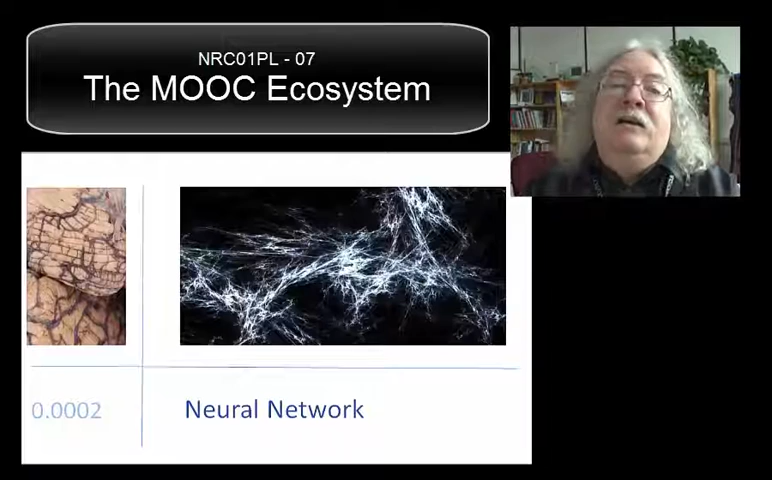 NRC01PL - 07
The MOOC Ecosystem
0.0002
Neural Network